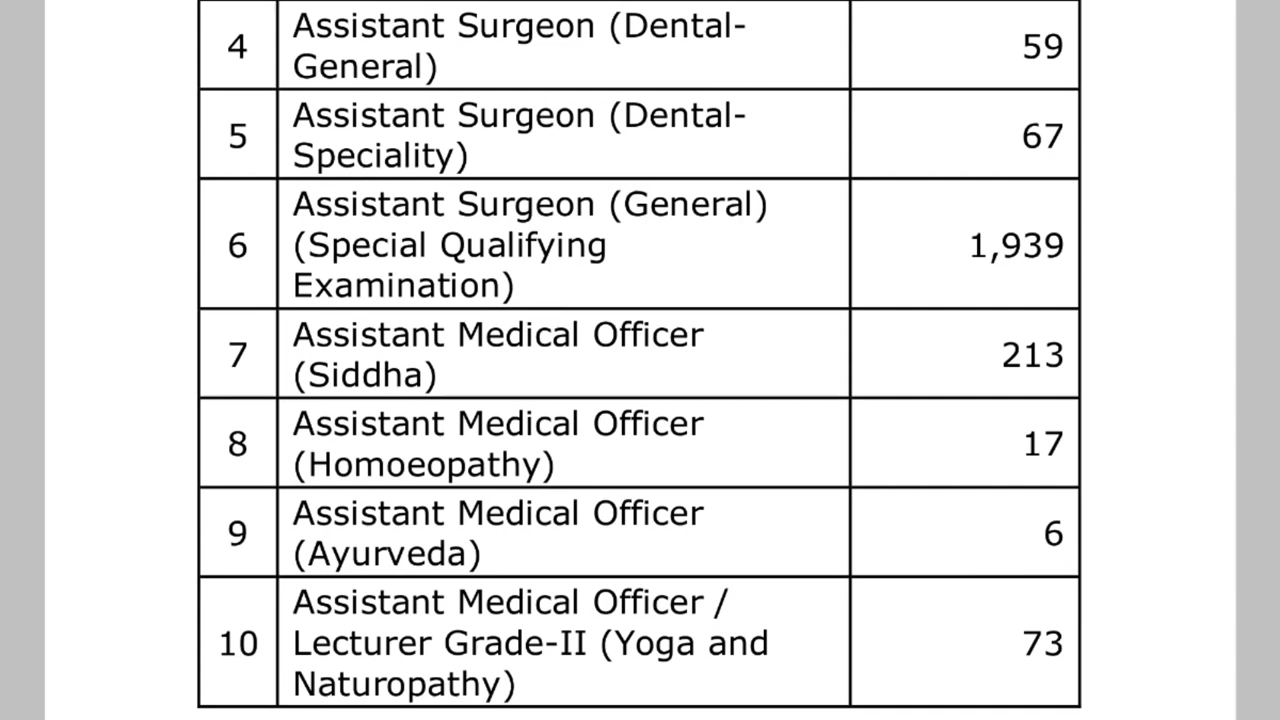 4
Assistant Surgeon (Dental-
General)
59
5
Assistant Surgeon (Dental-
Speciality)
67
6
Assistant Surgeon (General)
(Special Qualifying
Examination)
1,939
7
Assistant Medical Officer
(Siddha)
213
8
Assistant Medical Officer
(Homoeopathy)
17
9
Assistant Medical Officer
(Ayurveda)
6
10
Assistant Medical Officer /
Lecturer Grade-II (Yoga and
Naturopathy)
73